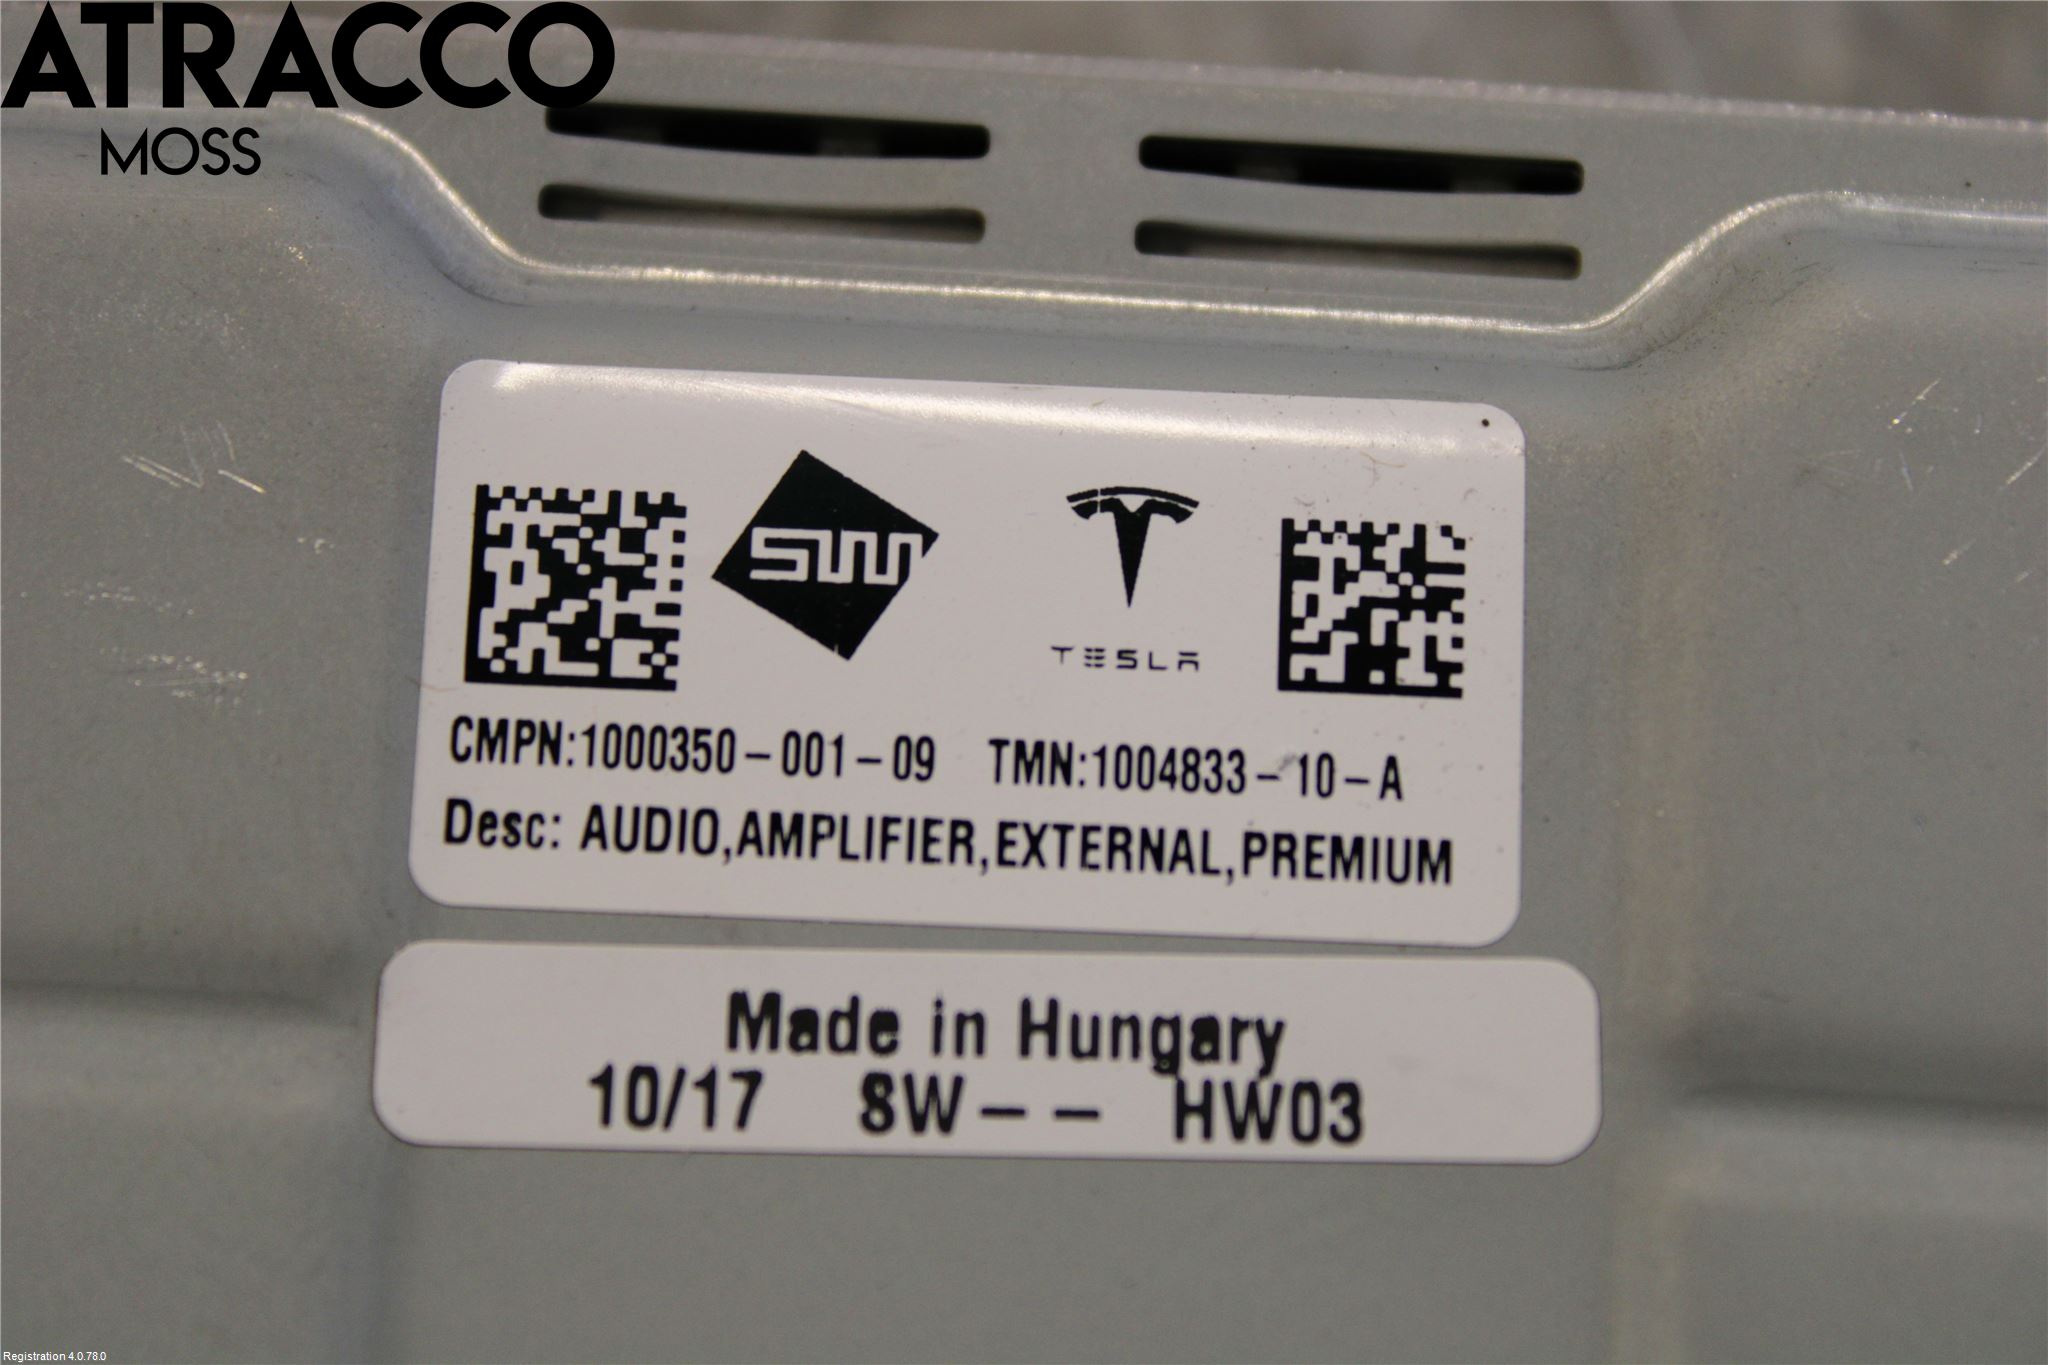 ATRACCO
MOSS
SW
TESLA
CMPN:1000350-001-09 TMN:1004833-10-A
Desc: AUDIO,AMPLIFIER,EXTERNAL,PREMIUM
Made in Hungary
10/17 SW-- HW03
Registration 4.0.78.0